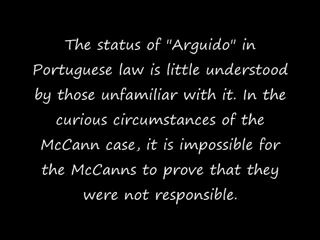 The status of "Arguido" in
Portuguese law is little understood
by those unfamiliar with it. In the
curious circumstances of the
McCann case, it is impossible for
the McCanns to prove that they
were not responsible.